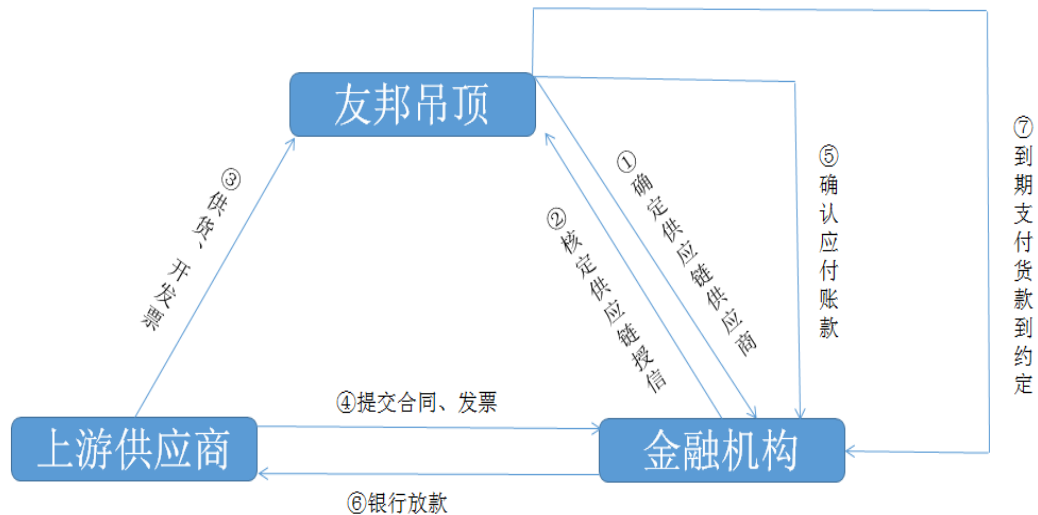 友邦吊顶
①确定供应链供应商
②核定供应链授信
③供货、开发票
⑤确认应付账款
⑦到期支付货款到约定
④提交合同、发票
上游供应商
金融机构
⑥银行放款